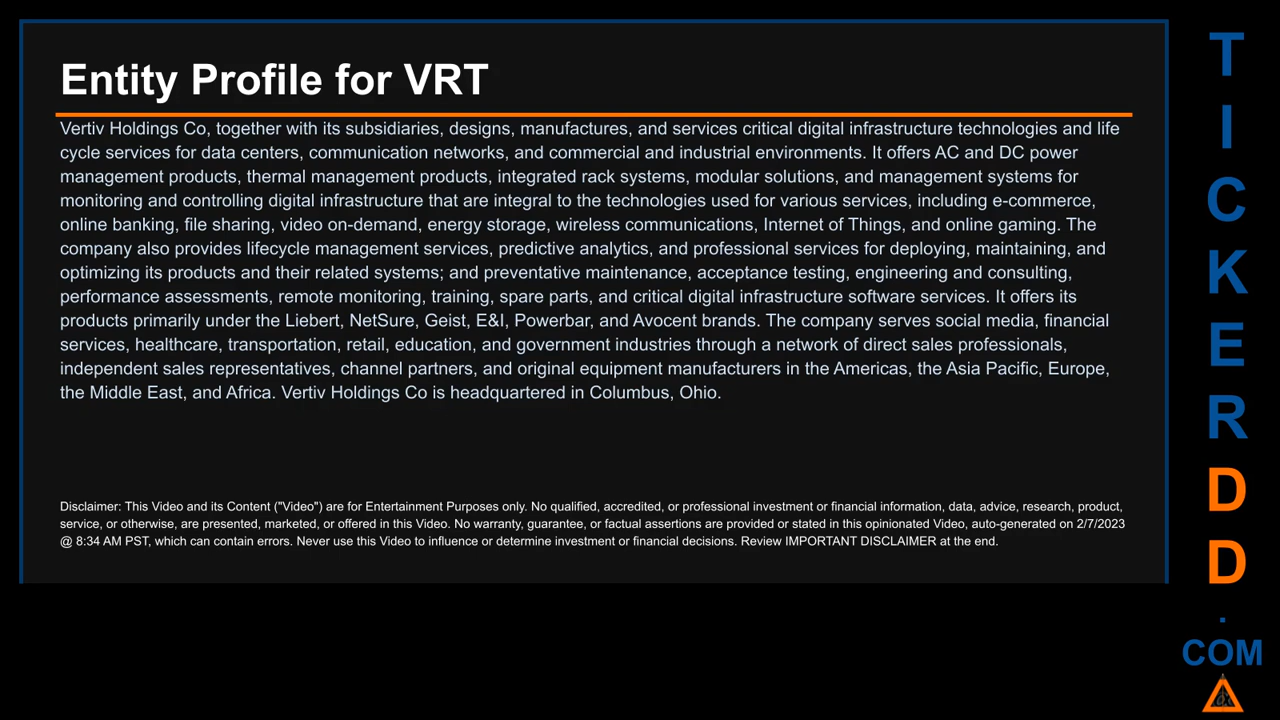 Entity Profile for VRT
Vertiv Holdings Co, together with its subsidiaries, designs, manufactures, and services critical digital infrastructure technologies and life
cycle services for data centers, communication networks, and commercial and industrial environments. It offers AC and DC power
management products, thermal management products, integrated rack systems, modular solutions, and management systems for
monitoring and controlling digital infrastructure that are integral to the technologies used for various services, including e-commerce,
online banking, file sharing, video on-demand, energy storage, wireless communications, Internet of Things, and online gaming. The
company also provides lifecycle management services, predictive analytics, and professional services for deploying, maintaining, and
optimizing its products and their related systems; and preventative maintenance, acceptance testing, engineering and consulting,
performance assessments, remote monitoring, training, spare parts, and critical digital infrastructure software services. It offers its
products primarily under the Liebert, NetSure, Geist, E&I, Powerbar, and Avocent brands. The company serves social media, financial
services, healthcare, transportation, retail, education, and government industries through a network of direct sales professionals,
independent sales representatives, channel partners, and original equipment manufacturers in the Americas, the Asia Pacific, Europe,
the Middle East, and Africa. Vertiv Holdings Co is headquartered in Columbus, Ohio.
Disclaimer: This Video and its Content ("Video") are for Entertainment Purposes only. No qualified, accredited, or professional investment or financial information, data, advice, research, product,
service, or otherwise, are presented, marketed, or offered in this Video. No warranty, guarantee, or factual assertions are provided or stated in this opinionated Video, auto-generated on 2/7/2023
@ 8:34 AM PST, which can contain errors. Never use this Video to influence or determine investment or financial decisions. Review IMPORTANT DISCLAIMER at the end.
T
I
C
K
E
R
D
D
.
COM